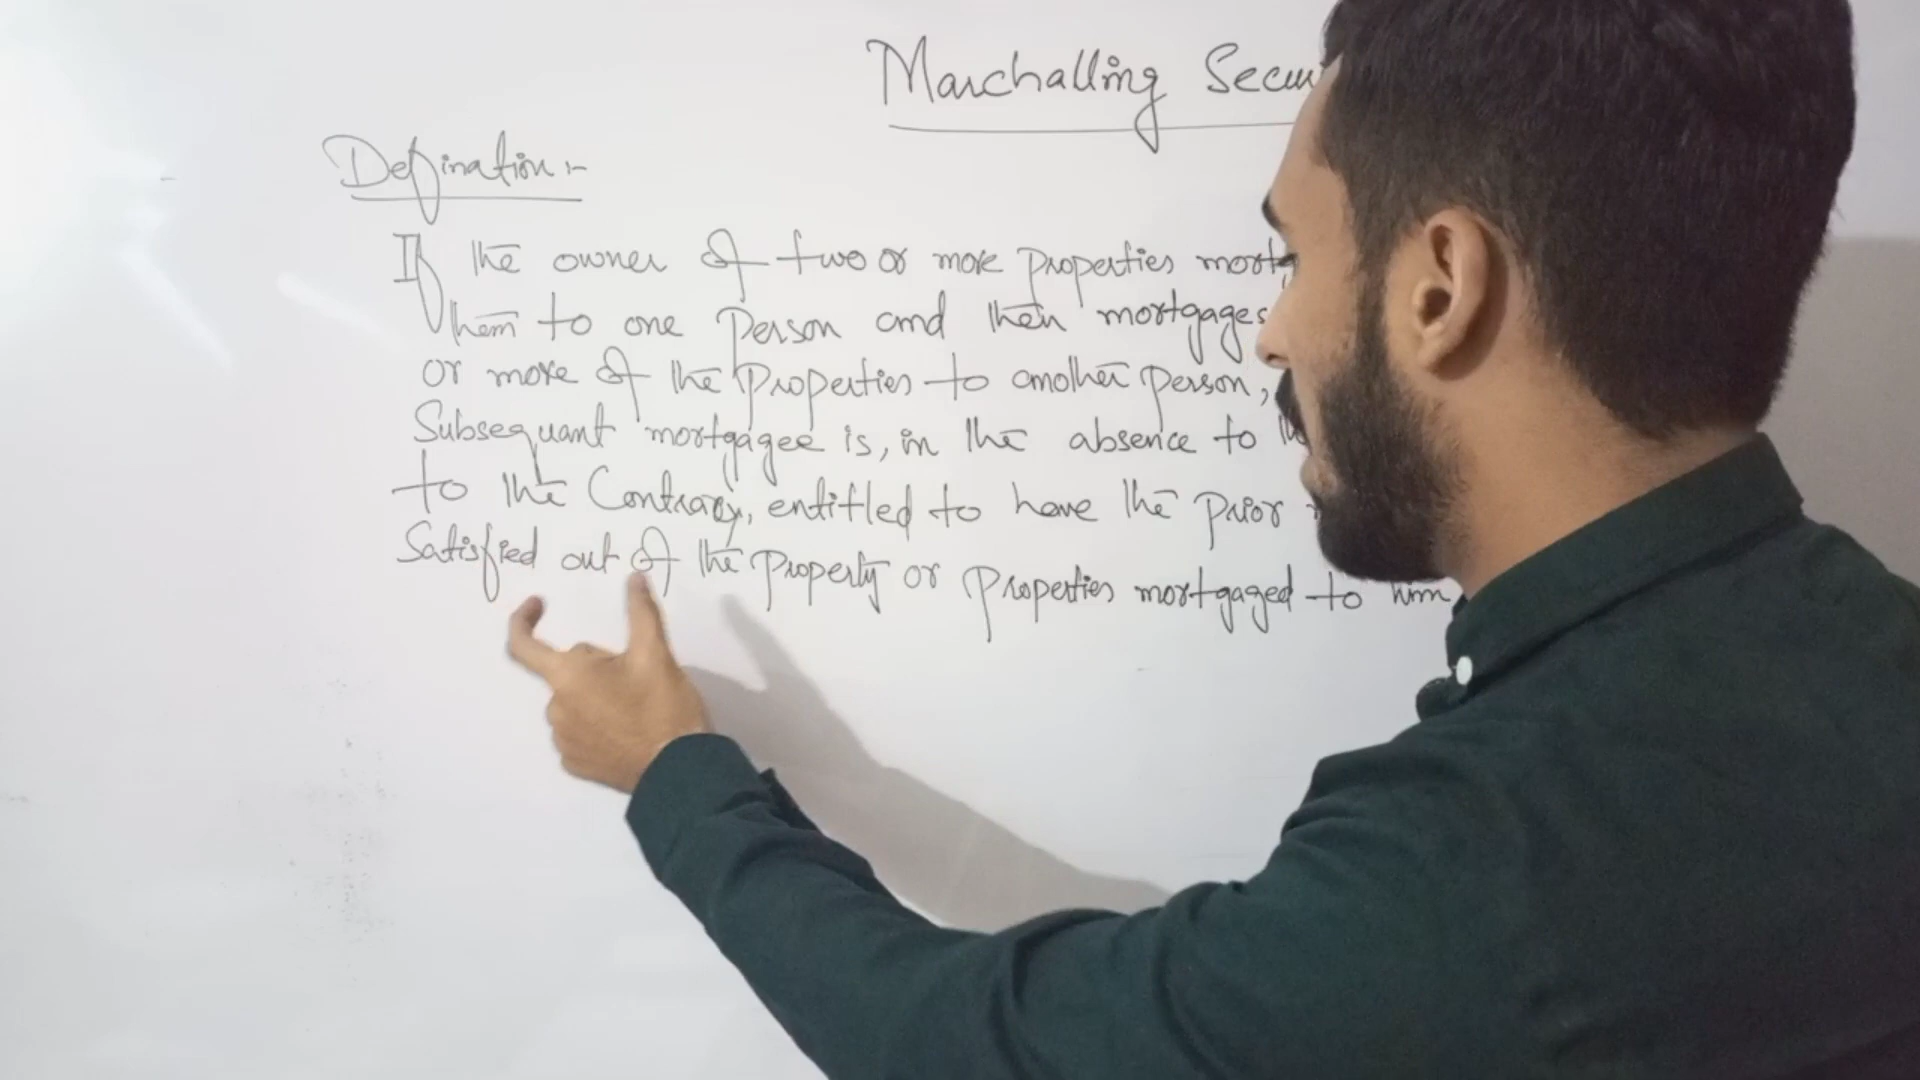 Marchalling
Defination :-
If the owner of two or more properties
them to one person and then mortgages
or more of the properties to another person,
Subsequant mortgagee is, in the absence to
to the Contrary, entitled to have the prior
Satisfied out of the property or properties mortgaged to him